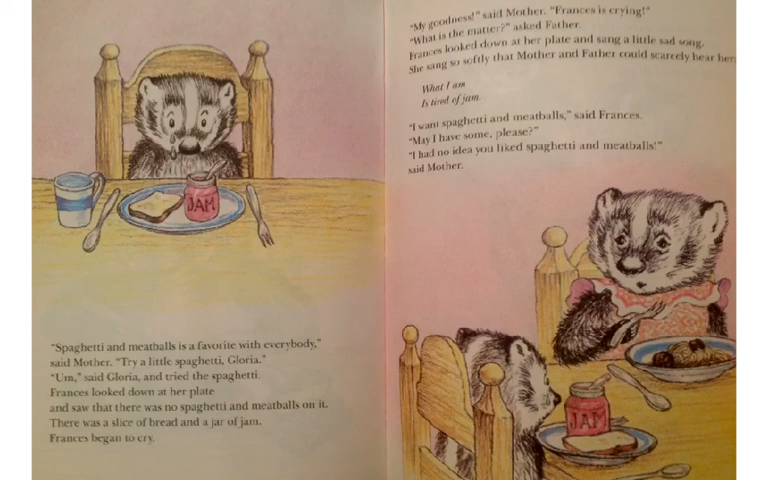 JAM
"Spaghetti and meatballs is a favorite with everybody,"
said Mother. "Try a little spaghetti, Gloria."
"Um," said Gloria, and tried the spaghetti.
Frances looked down at her plate
and saw that there was no spaghetti and meatballs on it.
There was a slice of bread and a jar of jam.
Frances began to cry.
"My goodness!" said Mother. "Frances is crying!"
"What is the matter?" asked Father.
Frances looked down at her plate and sang a little sad song.
She sang so softly that Mother and Father could scarcely hear her:
What I am
Is tired of jam.
"I want spaghetti and meatballs," said Frances.
"May I have some, please?"
"I had no idea you liked spaghetti and meatballs!"
said Mother.
JAM